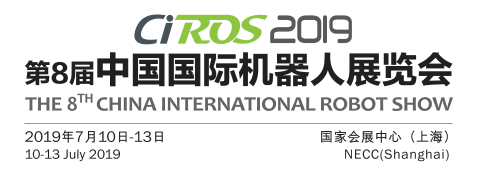 CiROS 2019
第8届中国国际机器人展览会
THE 8TH CHINA INTERNATIONAL ROBOT SHOW
2019年7月10日-13日
国家会展中心（上海）
10-13 July 2019
NECC(Shanghai)